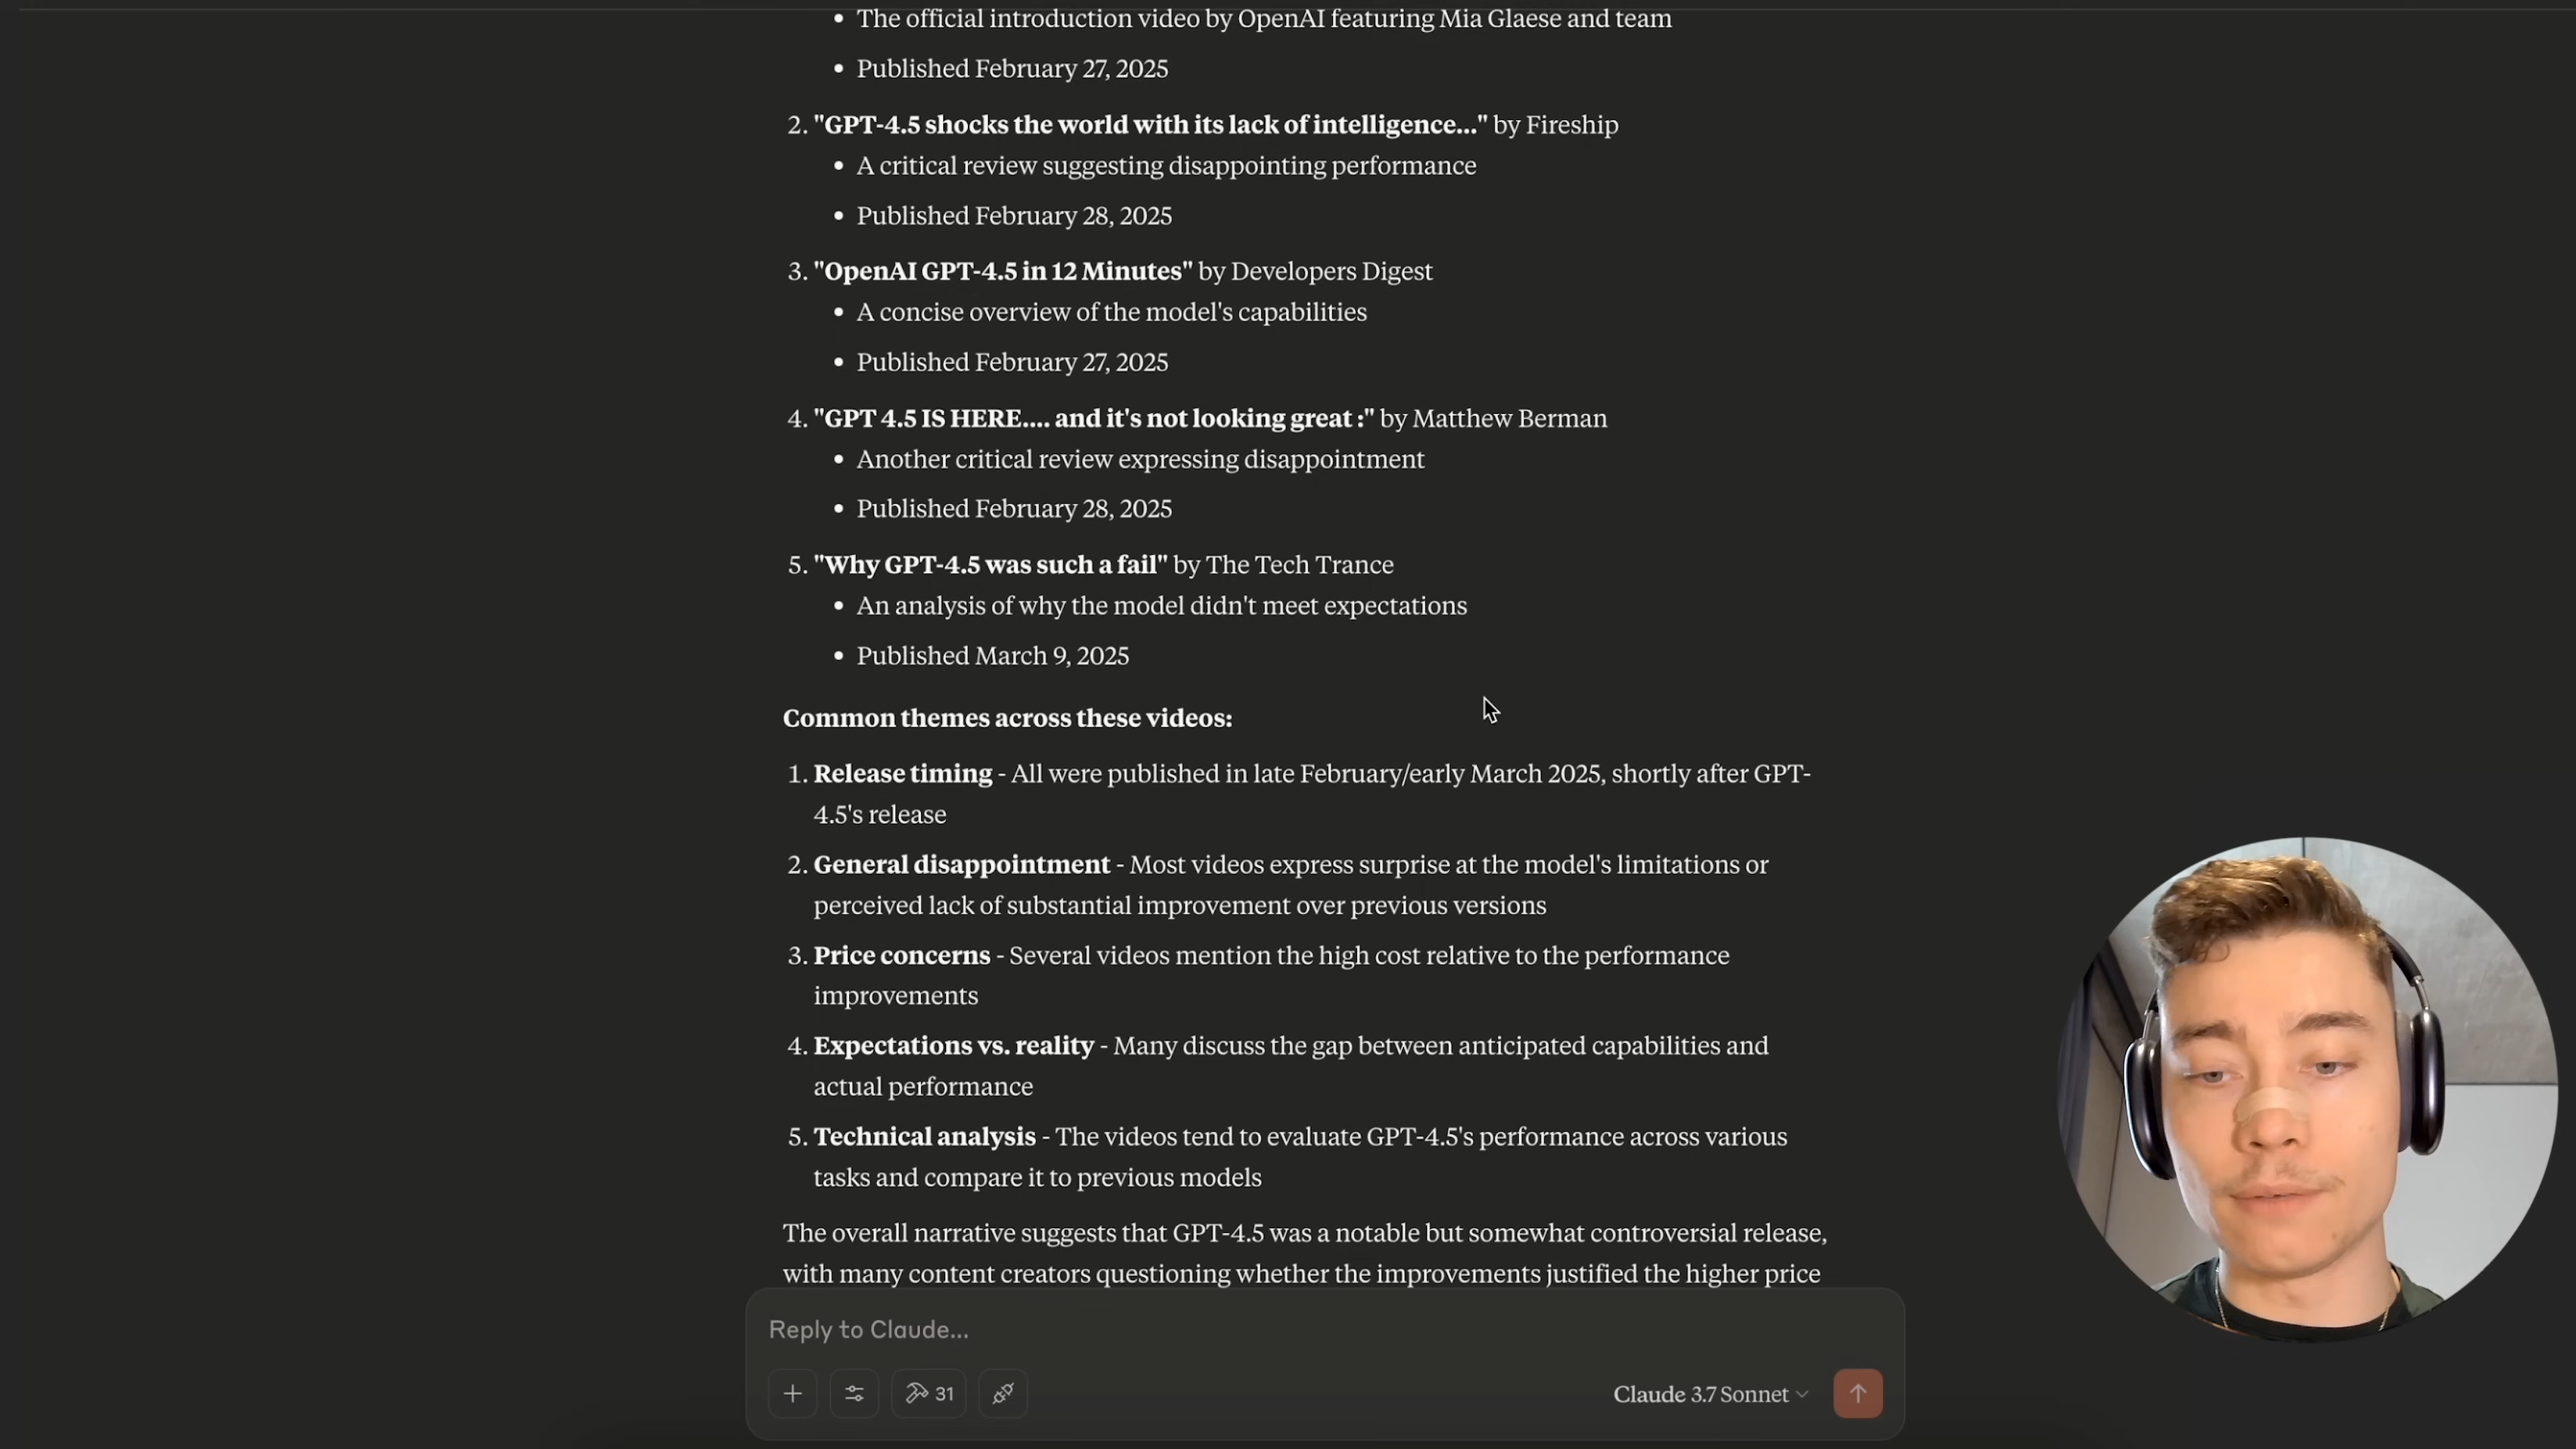 • The official introduction video by OpenAI featuring Mia Glaese and team
• Published February 27, 2025
2. "GPT-4.5 shocks the world with its lack of intelligence..." by Fireship
• A critical review suggesting disappointing performance
• Published February 28, 2025
3. "OpenAI GPT-4.5 in 12 Minutes" by Developers Digest
• A concise overview of the model's capabilities
• Published February 27, 2025
4. "GPT 4.5 IS HERE.... and it's not looking great :" by Matthew Berman
• Another critical review expressing disappointment
• Published February 28, 2025
5. "Why GPT-4.5 was such a fail" by The Tech Trance
• An analysis of why the model didn't meet expectations
• Published March 9, 2025
Common themes across these videos:
1. Release timing - All were published in late February/early March 2025, shortly after GPT-
4.5's release
2. General disappointment - Most videos express surprise at the model's limitations or
perceived lack of substantial improvement over previous versions
3. Price concerns - Several videos mention the high cost relative to the performance
improvements
4. Expectations vs. reality - Many discuss the gap between anticipated capabilities and
actual performance
5. Technical analysis - The videos tend to evaluate GPT-4.5's performance across various
tasks and compare it to previous models
The overall narrative suggests that GPT-4.5 was a notable but somewhat controversial release,
with many content creators questioning whether the improvements justified the higher price
Reply to Claude...
31
Claude 3.7 Sonnet